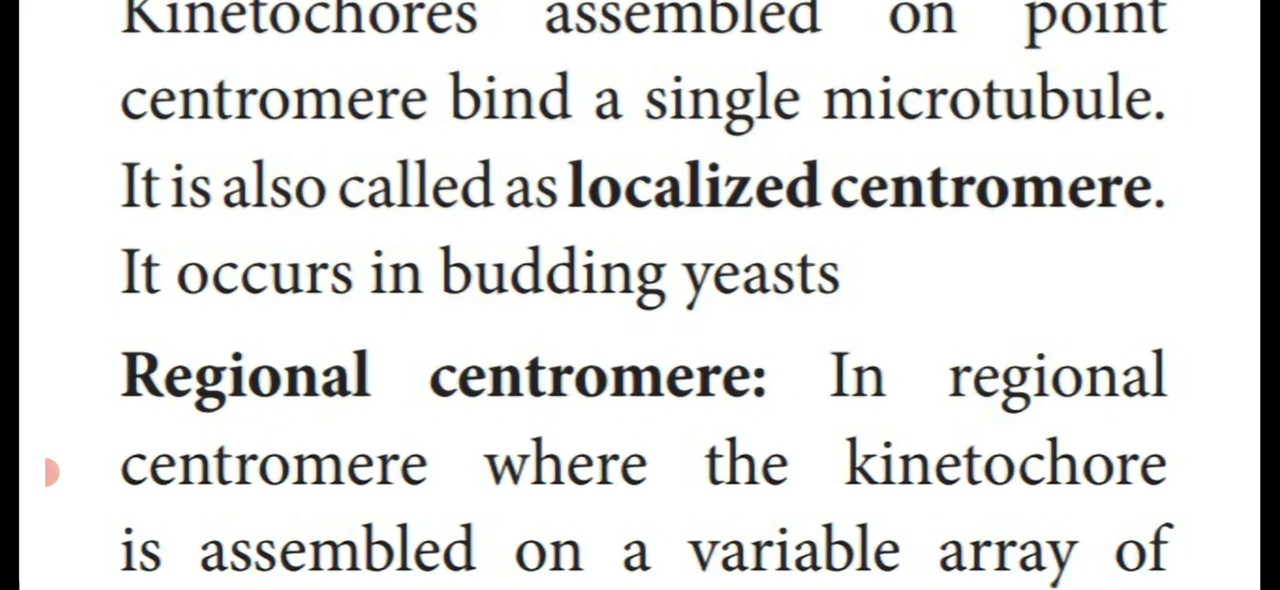 Kinetochores assembled on point
centromere bind a single microtubule.
It is also called as localized centromere.
It occurs in budding yeasts
Regional centromere: In regional
centromere where the kinetochore
is assembled on a variable array of